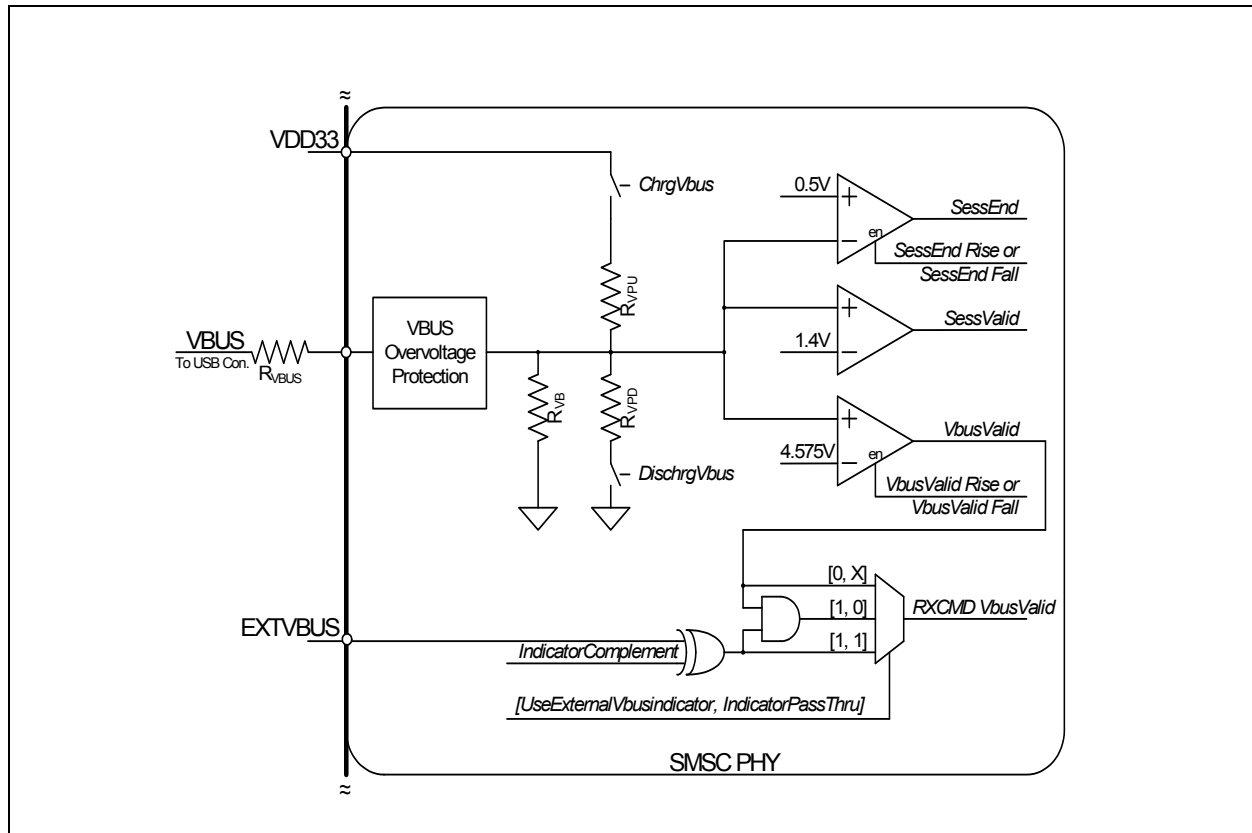 ≈
VDD33
ChrgVbus
RVPU
0.5V
+
−
en
SessEnd
SessEnd Rise or
SessEnd Fall
VBUS
To USB Con.
RVBUS
VBUS
Overvoltage
Protection
RVB
RVPD
DischrgVbus
+
1.4V
−
SessValid
+
4.575V
−
en
VbusValid
VbusValid Rise or
VbusValid Fall
EXTVBUS
IndicatorComplement
[0, X]
[1, 0]
[1, 1]
RXCMD VbusValid
[UseExternalVbusindicator, IndicatorPassThru]
SMSC PHY
≈